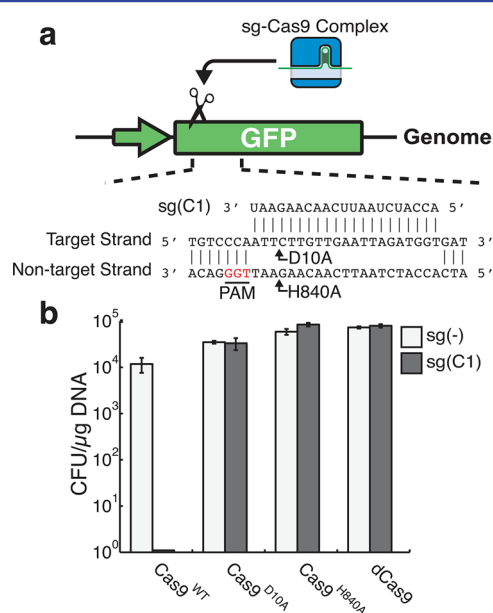 a
sg-Cas9 Complex
GFP
Genome
sg(C1) 3' UAAGAACAACUUAAUCUACCA 5'
Target Strand 5' TGTCCCAATTCTTGTTGAATTAGATGGTGAT 3'
D10A
Non-target Strand 3' ACAGGGTTAAGAACAACTTAATCTACCACTA 5'
PAM
H840A
b
CFU/µg DNA
10^5
10^4
10^3
10^2
10^1
10^0
sg(-)
sg(C1)
Cas9 WT
Cas9 D10A
Cas9 H840A
dCas9